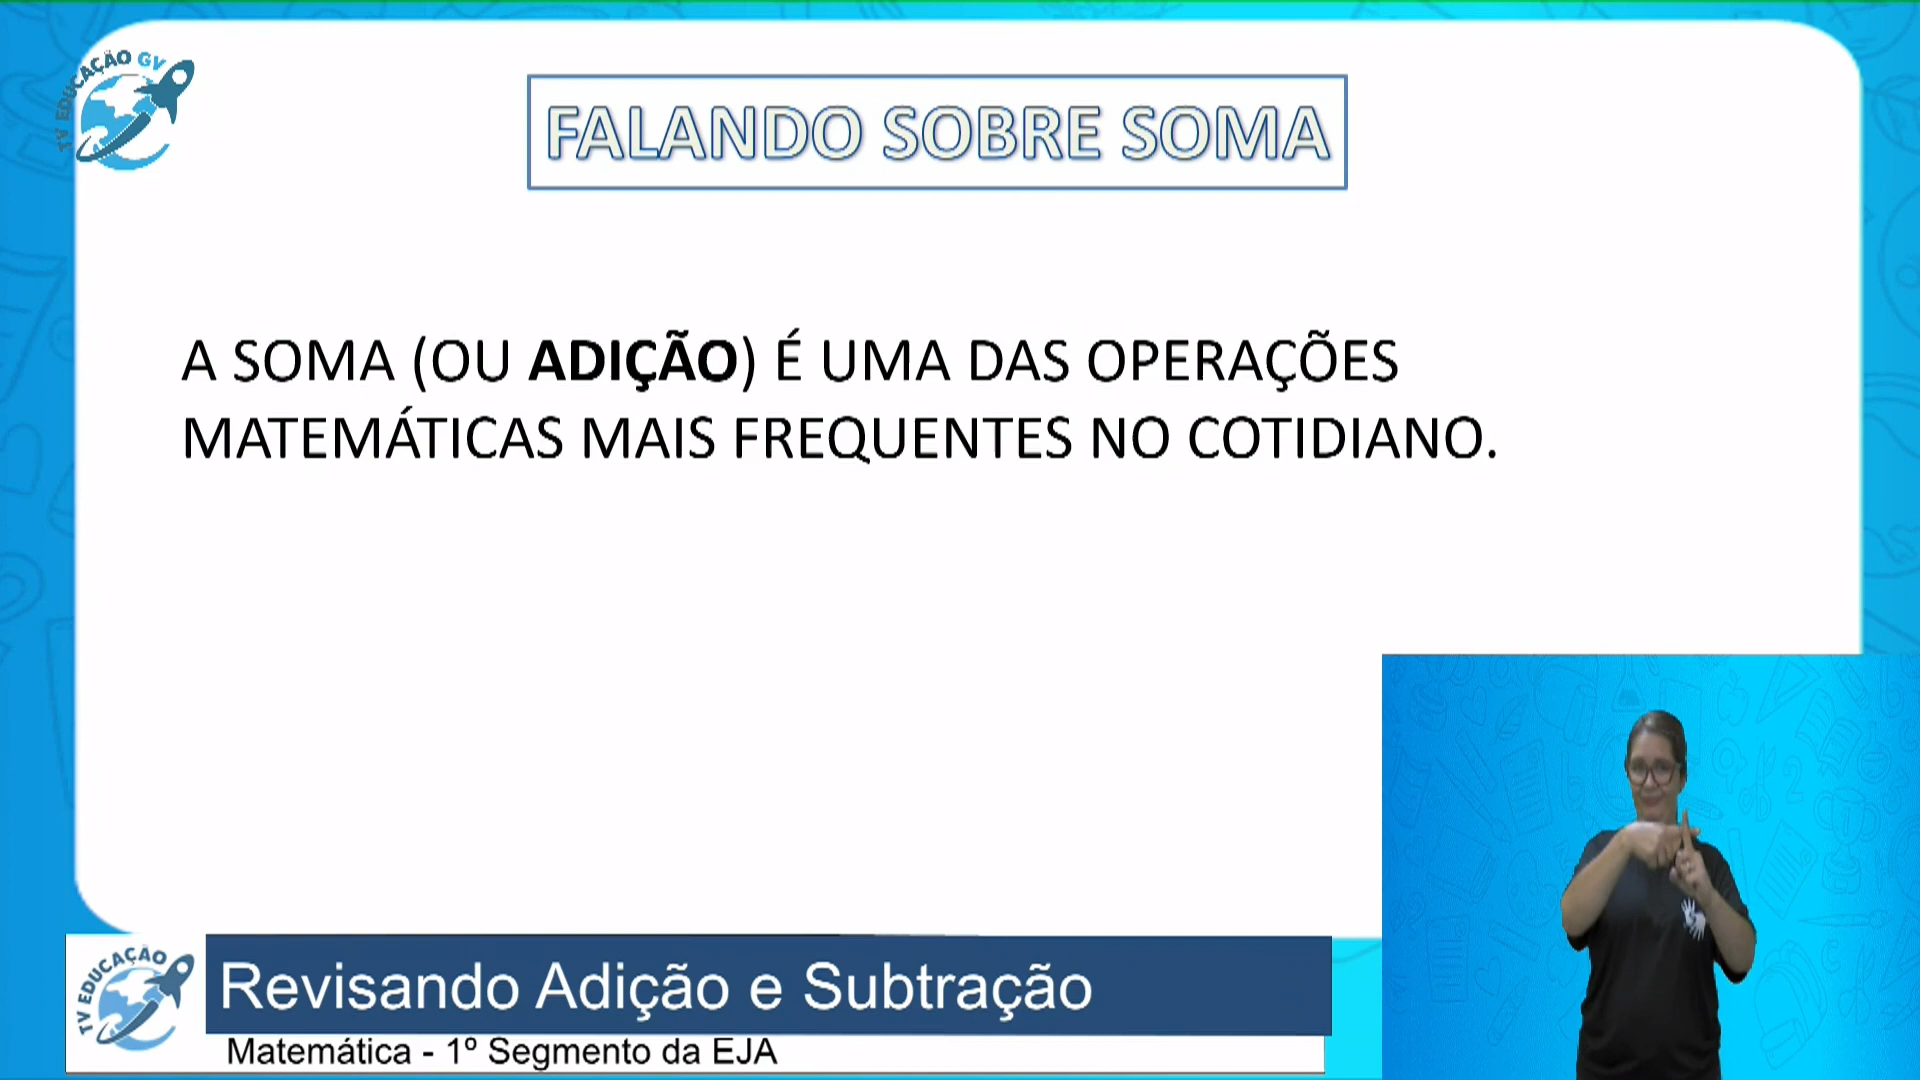 TV EDUCAÇÃO GV
FALANDO SOBRE SOMA
A SOMA (OU ADIÇÃO) É UMA DAS OPERAÇÕES
MATEMÁTICAS MAIS FREQUENTES NO COTIDIANO.
TV EDUCAÇÃO
Revisando Adição e Subtração
Matemática - 1º Segmento da EJA